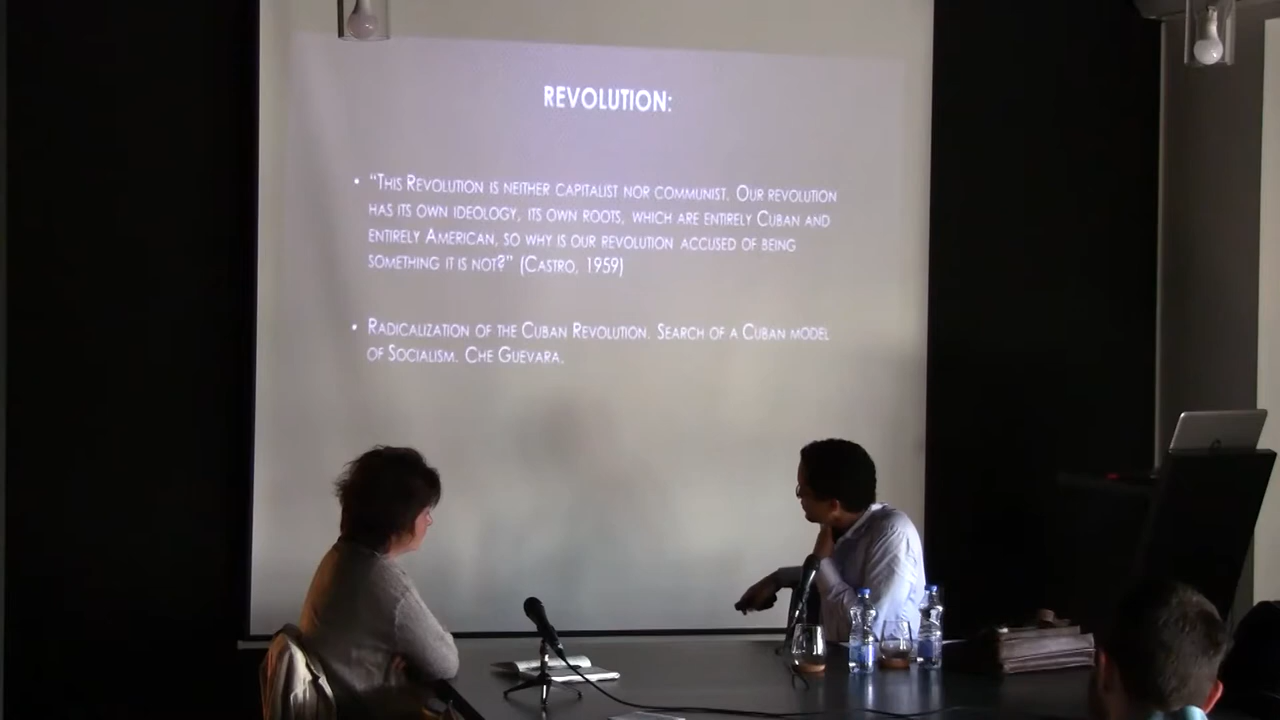 REVOLUTION:
• “THIS REVOLUTION IS NEITHER CAPITALIST NOR COMMUNIST. OUR REVOLUTION
HAS ITS OWN IDEOLOGY, ITS OWN ROOTS, WHICH ARE ENTIRELY CUBAN AND
ENTIRELY AMERICAN, SO WHY IS OUR REVOLUTION ACCUSED OF BEING
SOMETHING IT IS NOT?” (CASTRO, 1959)
• RADICALIZATION OF THE CUBAN REVOLUTION. SEARCH OF A CUBAN MODEL
OF SOCIALISM. CHE GUEVARA.